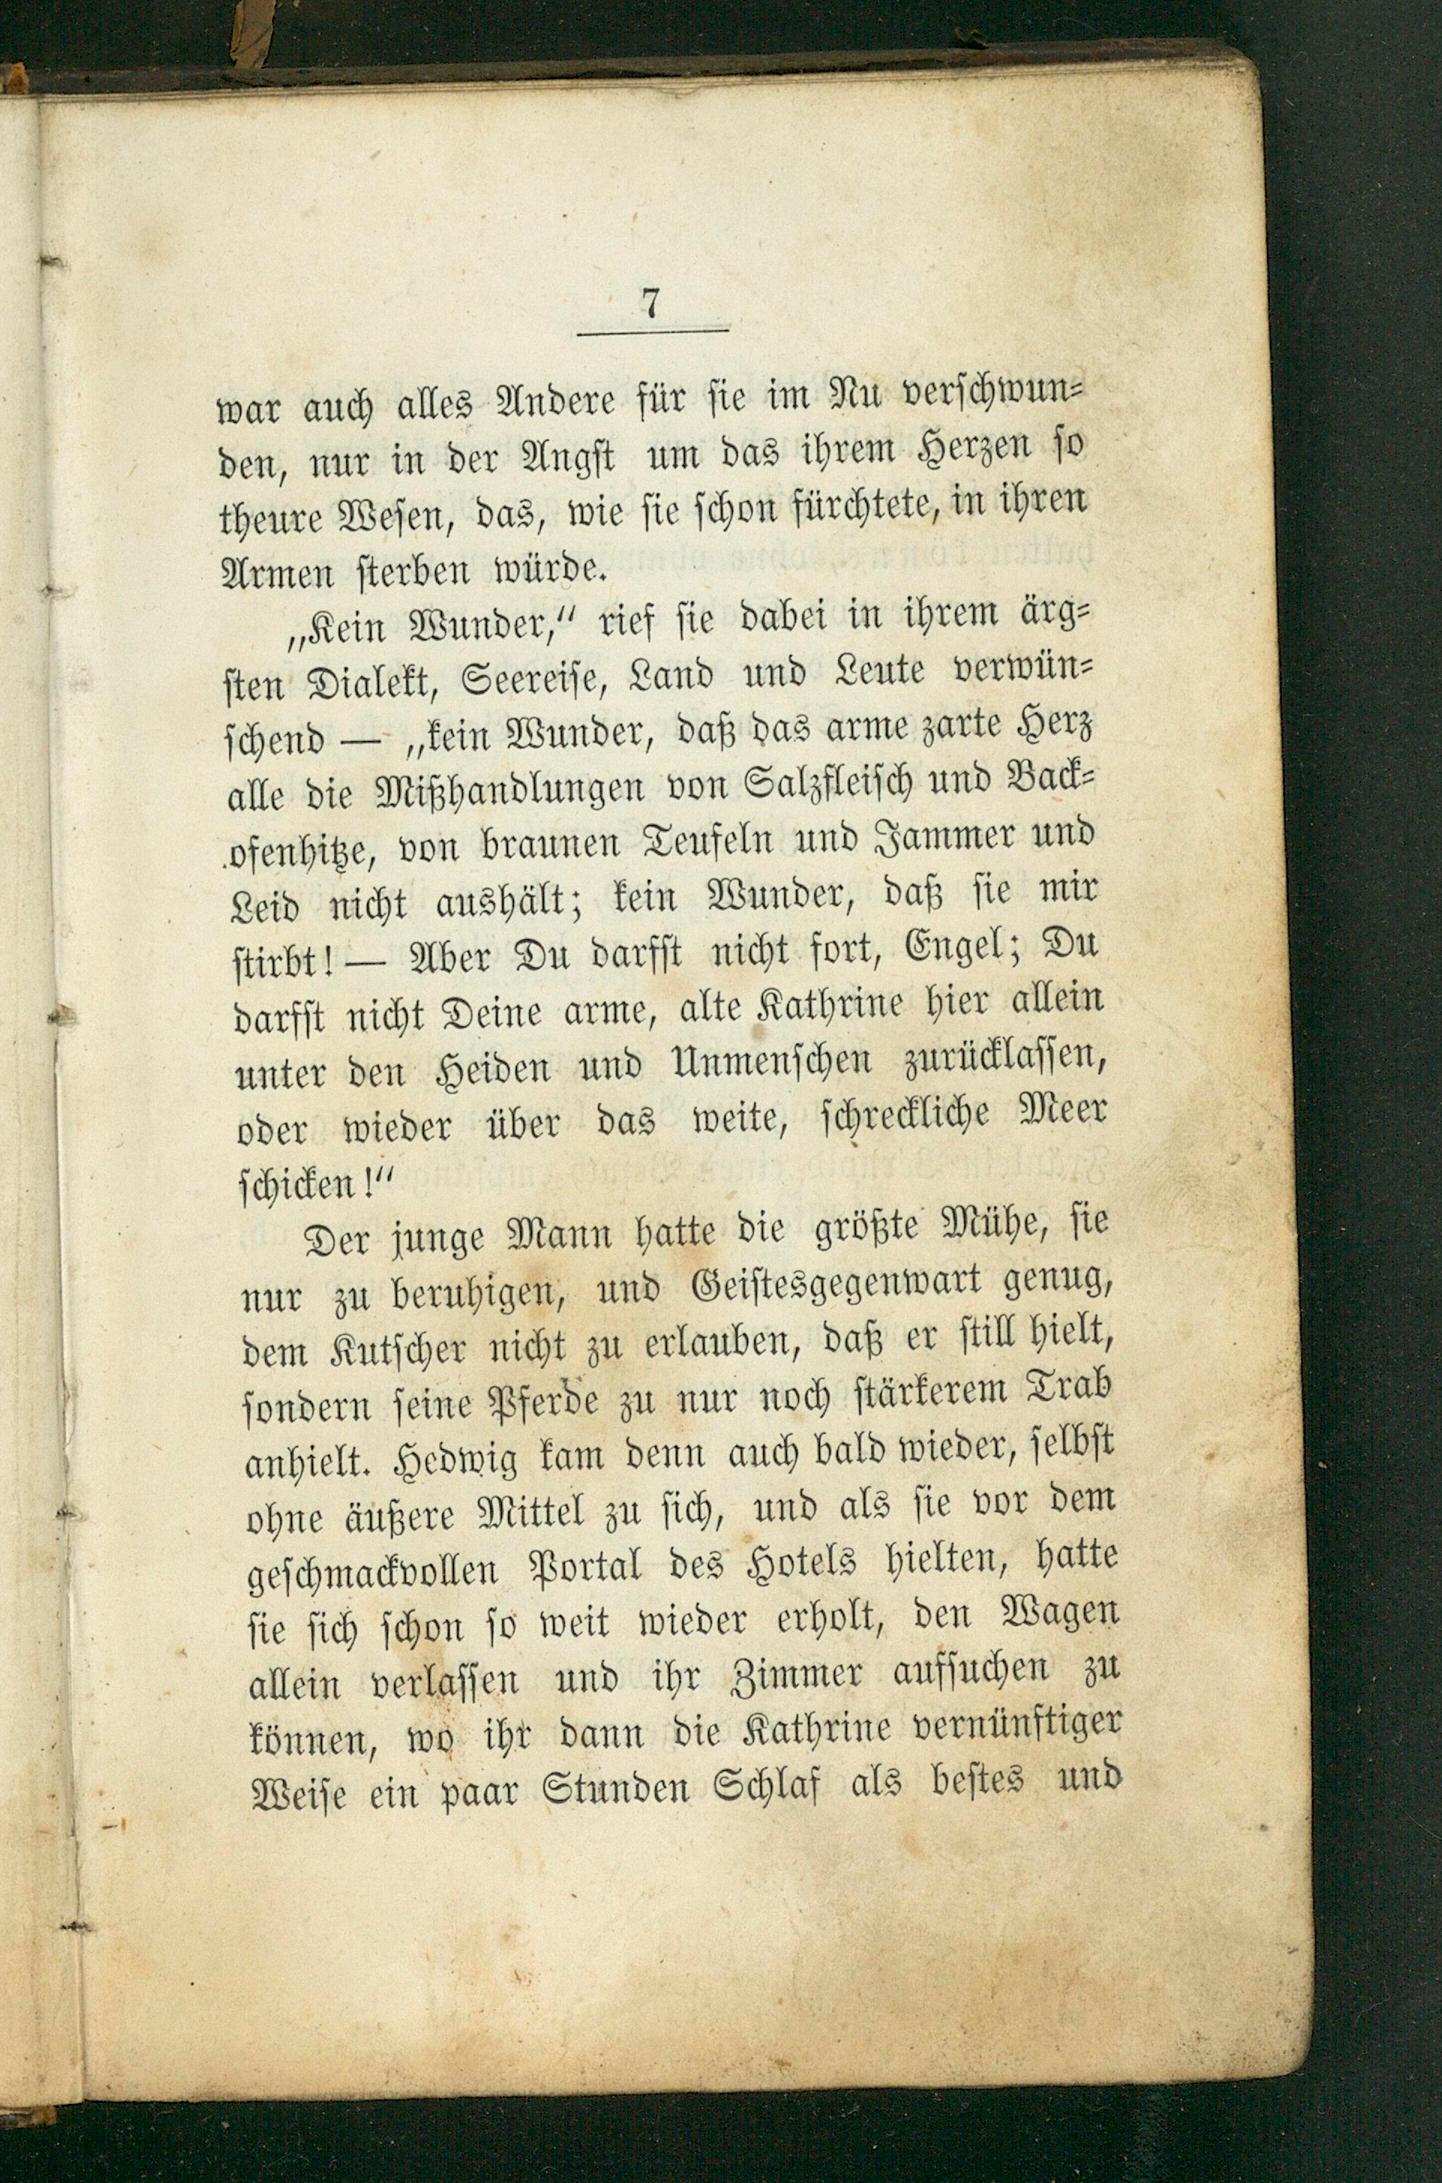 7
war auch alles Andere für sie im Nu verschwun-
den, nur in der Angst um das ihrem Herzen so
theure Wesen, das, wie sie schon fürchtete, in ihren
Armen sterben würde.
„Kein Wunder,“ rief sie dabei in ihrem ärg-
sten Dialekt, Seereise, Land und Leute verwün-
schend — „kein Wunder, daß das arme zarte Herz
alle die Mißhandlungen von Salzfleisch und Back-
ofenhitze, von braunen Teufeln und Jammer und
Leid nicht aushält; kein Wunder, daß sie mir
stirbt! — Aber Du darfst nicht fort, Engel; Du
darfst nicht Deine arme, alte Kathrine hier allein
unter den Heiden und Unmenschen zurücklassen,
oder wieder über das weite, schreckliche Meer
schicken!“
Der junge Mann hatte die größte Mühe, sie
nur zu beruhigen, und Geistesgegenwart genug,
dem Kutscher nicht zu erlauben, daß er still hielt,
sondern seine Pferde zu nur noch stärkerem Trab
anhielt. Hedwig kam denn auch bald wieder, selbst
ohne äußere Mittel zu sich, und als sie vor dem
geschmackvollen Portal des Hotels hielten, hatte
sie sich schon so weit wieder erholt, den Wagen
allein verlassen und ihr Zimmer aufsuchen zu
können, wo ihr dann die Kathrine vernünftiger
Weise ein paar Stunden Schlaf als bestes und